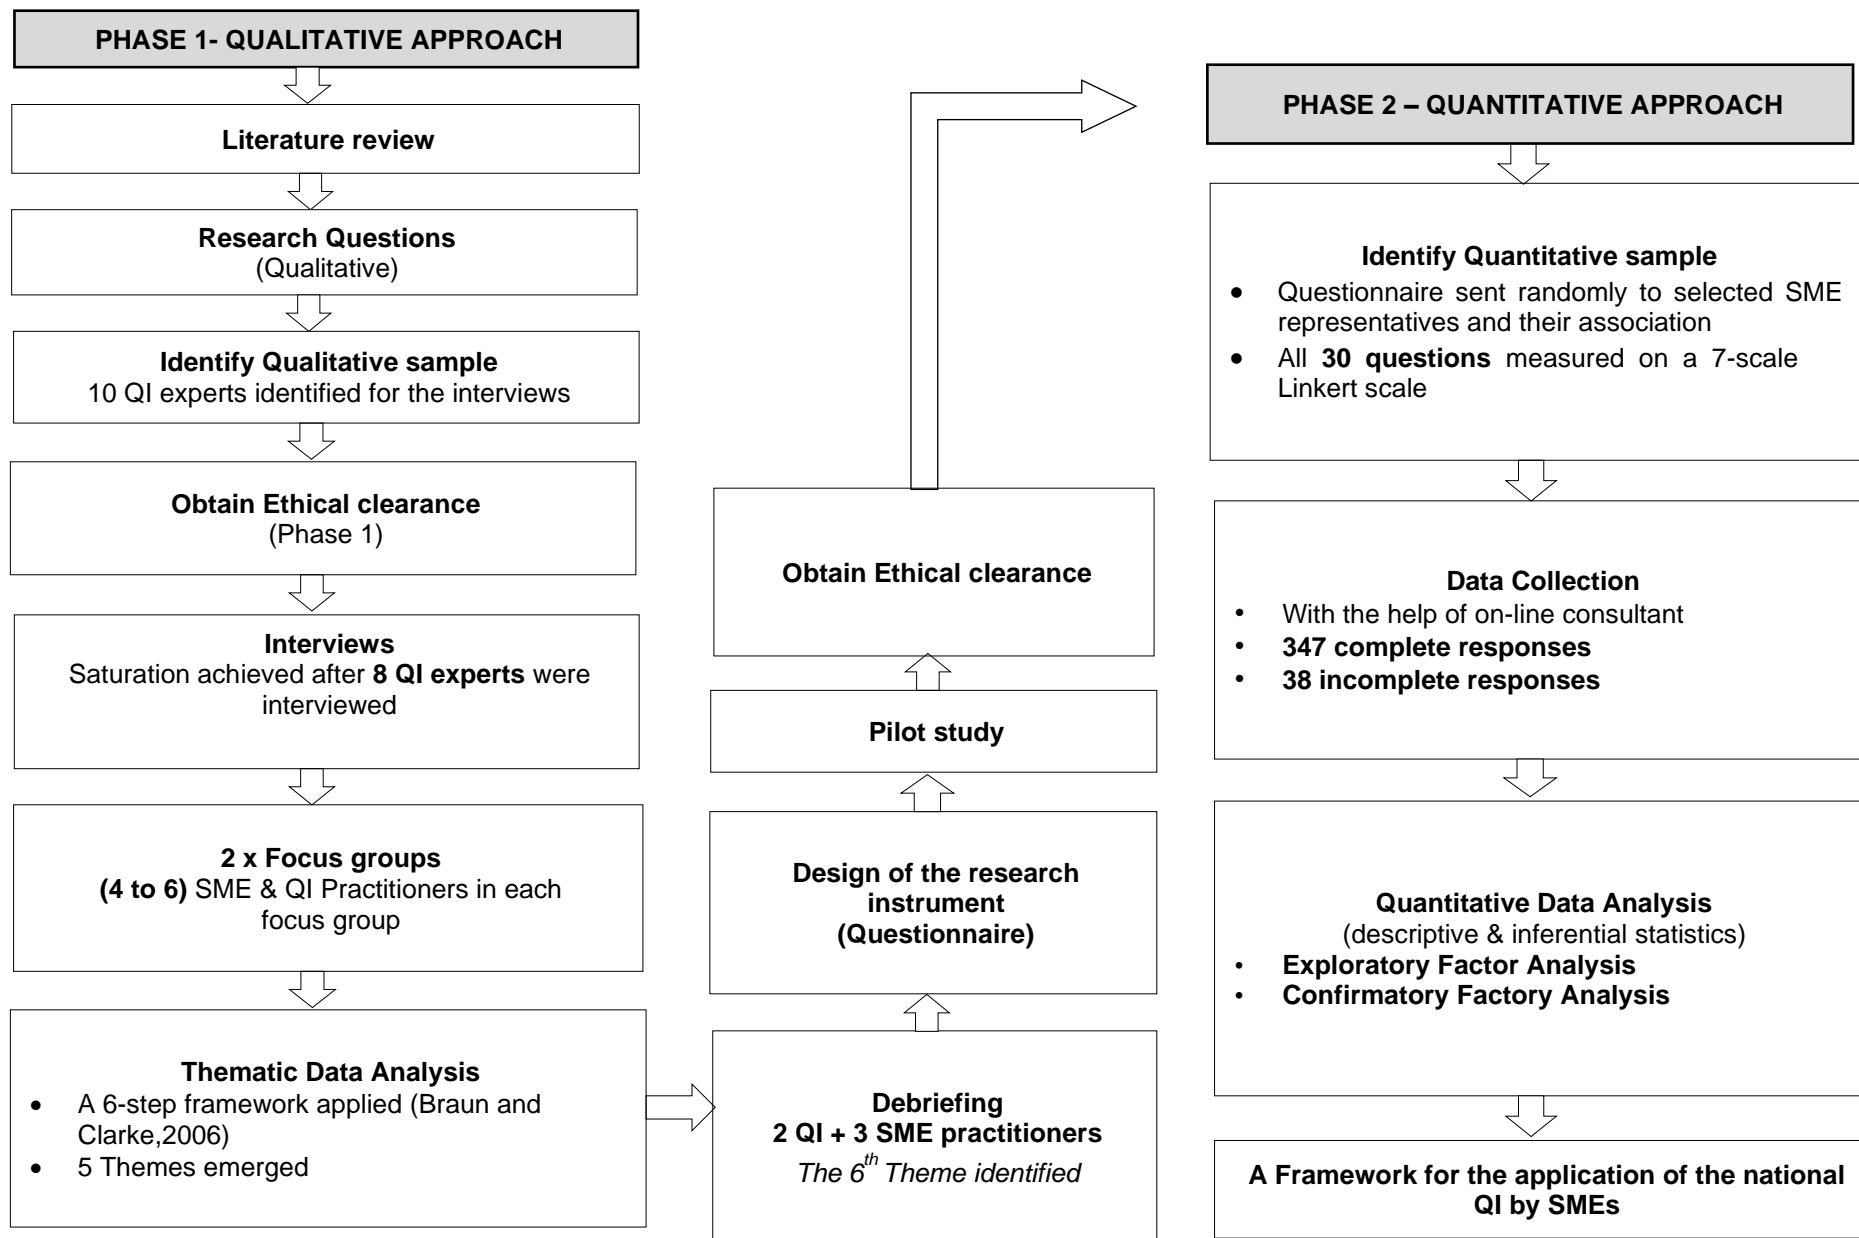 PHASE 1- QUALITATIVE APPROACH
Literature review
Research Questions
(Qualitative)
Identify Qualitative sample
10 QI experts identified for the interviews
Obtain Ethical clearance
(Phase 1)
Interviews
Saturation achieved after 8 QI experts were
interviewed
2 x Focus groups
(4 to 6) SME & QI Practitioners in each
focus group
Thematic Data Analysis
• A 6-step framework applied (Braun and
Clarke,2006)
• 5 Themes emerged
Debriefing
2 QI + 3 SME practitioners
The 6th Theme identified
Design of the research
instrument
(Questionnaire)
Pilot study
Obtain Ethical clearance
PHASE 2 – QUANTITATIVE APPROACH
Identify Quantitative sample
• Questionnaire sent randomly to selected SME
representatives and their association
• All 30 questions measured on a 7-scale
Linkert scale
Data Collection
• With the help of on-line consultant
• 347 complete responses
• 38 incomplete responses
Quantitative Data Analysis
(descriptive & inferential statistics)
• Exploratory Factor Analysis
• Confirmatory Factory Analysis
A Framework for the application of the national
QI by SMEs